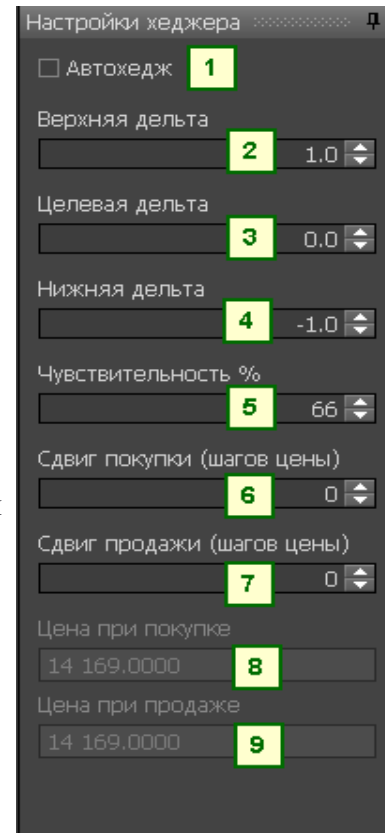 Настройки хеджера
Автохедж 1
Верхняя дельта
2 1.0
Целевая дельта
3 0.0
Нижняя дельта
4 -1.0
Чувствительность %
5 66
Сдвиг покупки (шагов цены)
6 0
Сдвиг продажи (шагов цены)
7 0
Цена при покупке
14 169.0000 8
Цена при продаже
14 169.0000 9